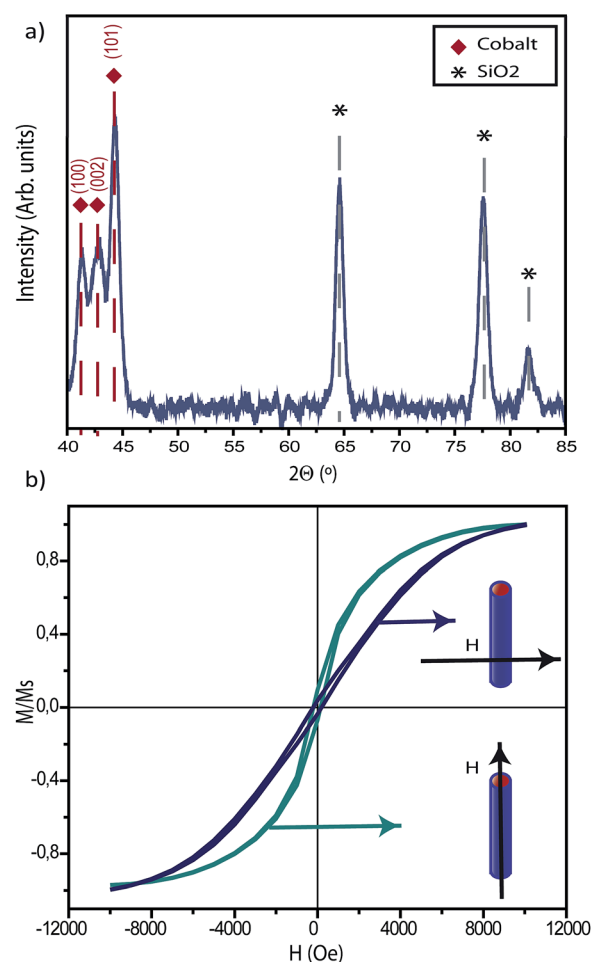 a)
(101)
Cobalt
SiO2
(100)
(002)
Intensity (Arb. units)
40 45 50 55 60 65 70 75 80 85
2Θ (º)
b)
0,8
0,4
0,0
-0,4
-0,8
M/Ms
H
H
-12000 -8000 -4000 0 4000 8000 12000
H (Oe)